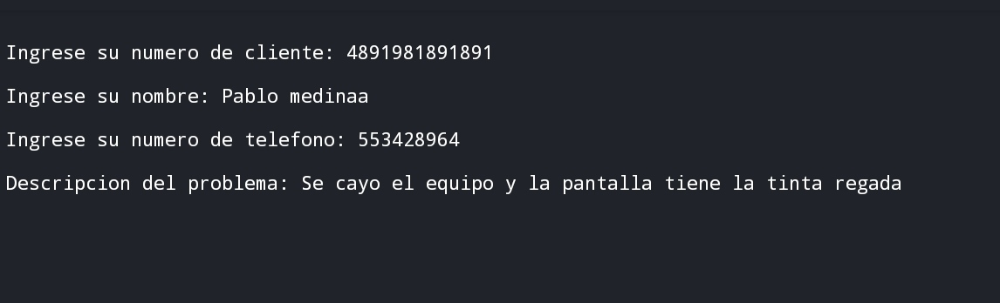 Ingrese su numero de cliente: 4891981891891
Ingrese su nombre: Pablo medinaa
Ingrese su numero de telefono: 553428964
Descripcion del problema: Se cayo el equipo y la pantalla tiene la tinta regada